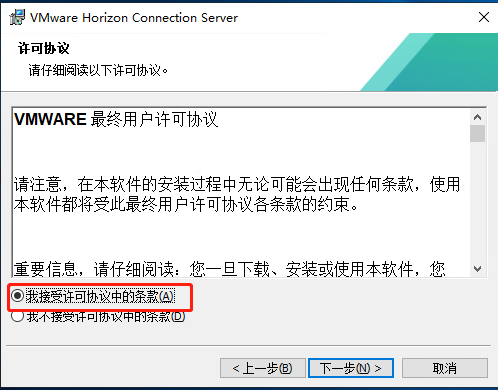 VMware Horizon Connection Server
许可协议
请仔细阅读以下许可协议。
VMWARE 最终用户许可协议
请注意，在本软件的安装过程中无论可能会出现任何条款，使用
本软件都将受此最终用户许可协议各条款的约束。
重要信息，请仔细阅读：您一旦下载、安装或使用本软件，您
我接受许可协议中的条款(A)
我不接受许可协议中的条款(D)
< 上一步(B) 下一步(N) > 取消